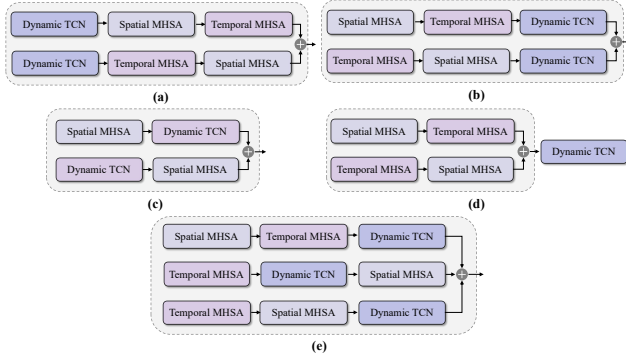 Dynamic TCN Spatial MHSA Temporal MHSA
Dynamic TCN Temporal MHSA Spatial MHSA
(a)
Spatial MHSA Temporal MHSA Dynamic TCN
Temporal MHSA Spatial MHSA Dynamic TCN
(b)
Spatial MHSA Dynamic TCN
Dynamic TCN Spatial MHSA
(c)
Spatial MHSA Temporal MHSA
Temporal MHSA Spatial MHSA
Dynamic TCN
(d)
Spatial MHSA Temporal MHSA Dynamic TCN
Temporal MHSA Dynamic TCN Spatial MHSA
Temporal MHSA Spatial MHSA Dynamic TCN
(e)